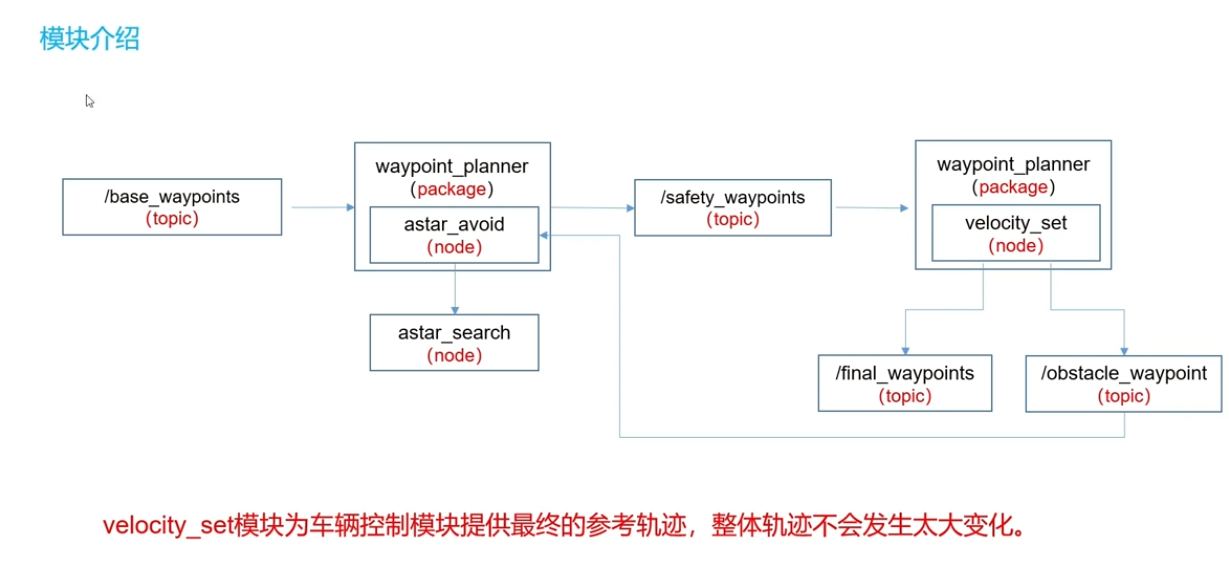 模块介绍
/base_waypoints
(topic)
waypoint_planner
(package)
astar_avoid
(node)
astar_search
(node)
/safety_waypoints
(topic)
waypoint_planner
(package)
velocity_set
(node)
/final_waypoints
(topic)
/obstacle_waypoint
(topic)
velocity_set模块为车辆控制模块提供最终的参考轨迹，整体轨迹不会发生太大变化。